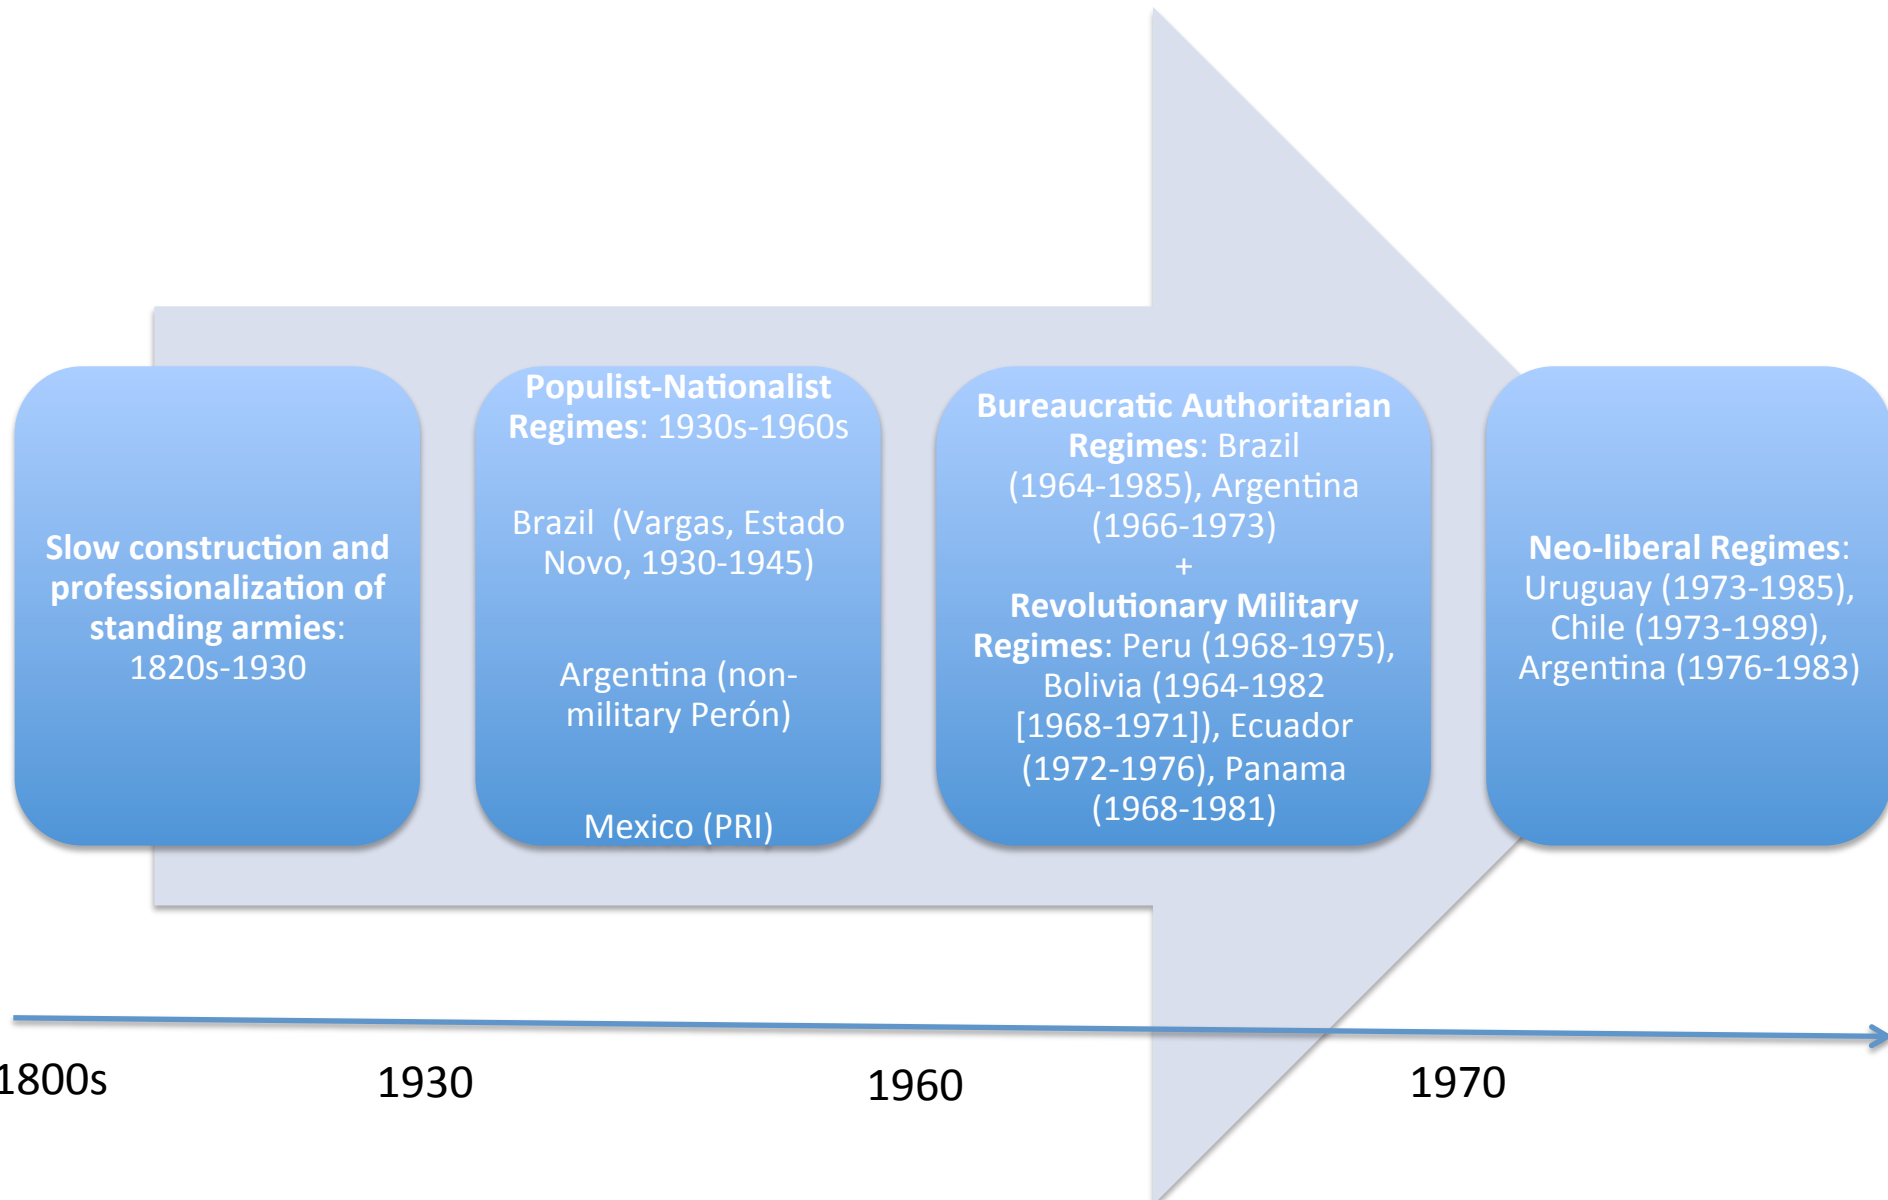 Slow construction and
professionalization of
standing armies:
1820s-1930
Populist-Nationalist
Regimes: 1930s-1960s
Brazil  (Vargas, Estado
Novo, 1930-1945)
Argentina (non-
military Perón)
Mexico (PRI)
Bureaucratic Authoritarian
Regimes: Brazil
(1964-1985), Argentina
(1966-1973)
+
Revolutionary Military
Regimes: Peru (1968-1975),
Bolivia (1964-1982
[1968-1971]), Ecuador
(1972-1976), Panama
(1968-1981)
Neo-liberal Regimes:
Uruguay (1973-1985),
Chile (1973-1989),
Argentina (1976-1983)
1800s
1930
1960
1970